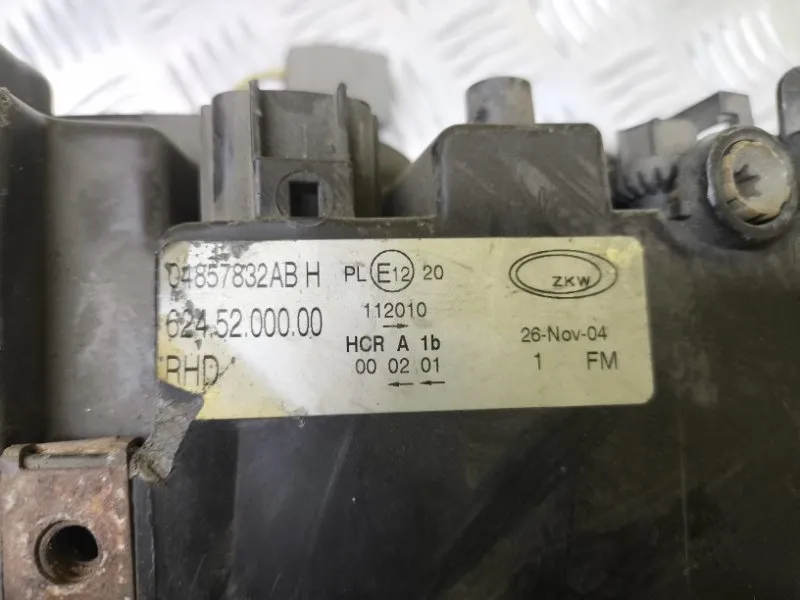 04857832AB H
624.52.000.00
RHD
PL E12 20
112010
→
HCR A 1b
00 02 01
← ←
ZKW
26-Nov-04
1 FM